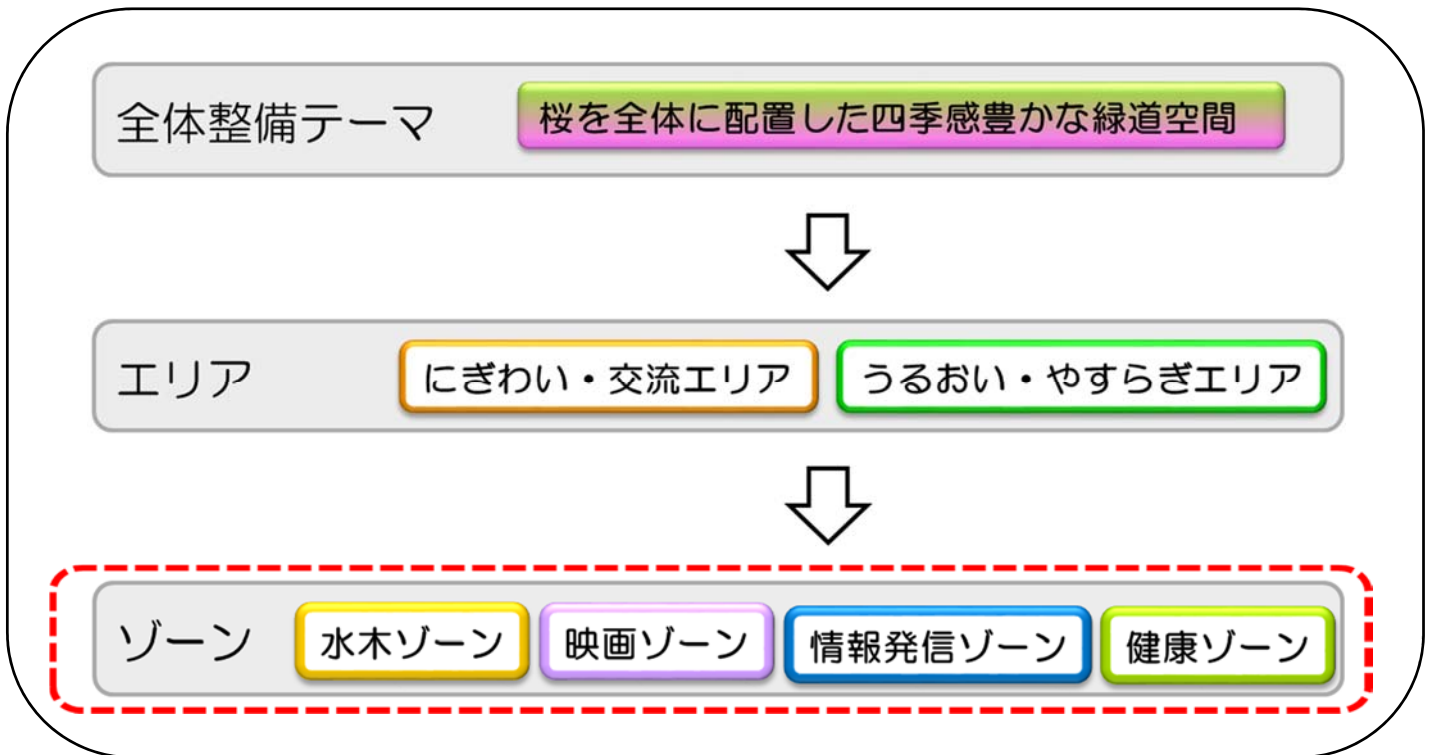 全体整備テーマ 桜を全体に配置した四季感豊かな緑道空間
エリア にぎわい・交流エリア うるおい・やすらぎエリア
ゾーン 水木ゾーン 映画ゾーン 情報発信ゾーン 健康ゾーン